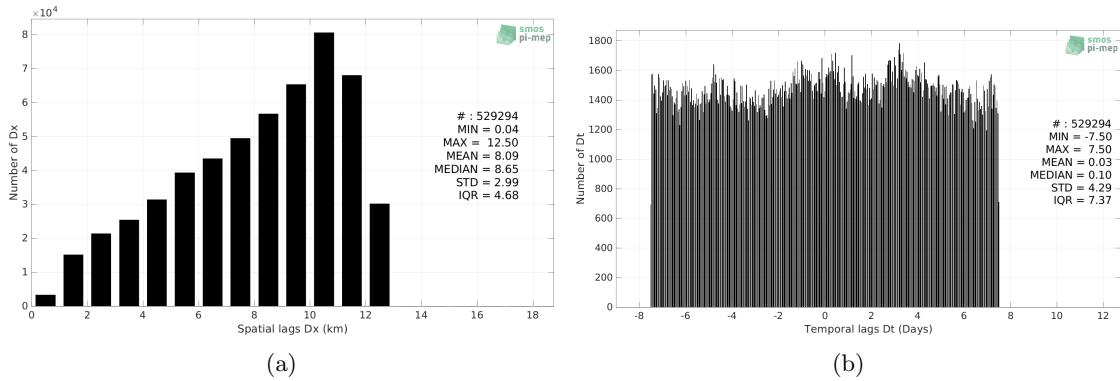 ×10⁴
8
7
6
5
4
3
2
1
0
Number of Dx
0 2 4 6 8 10 12 14 16 18
Spatial lags Dx (km)
smos
pi-mep
# : 529294
MIN = 0.04
MAX = 12.50
MEAN = 8.09
MEDIAN = 8.65
STD = 2.99
IQR = 4.68
(a)
1800
1600
1400
1200
1000
800
600
400
200
0
Number of Dt
-8 -6 -4 -2 0 2 4 6 8 10 12
Temporal lags Dt (Days)
smos
pi-mep
# : 529294
MIN = -7.50
MAX = 7.50
MEAN = 0.03
MEDIAN = 0.10
STD = 4.29
IQR = 7.37
(b)